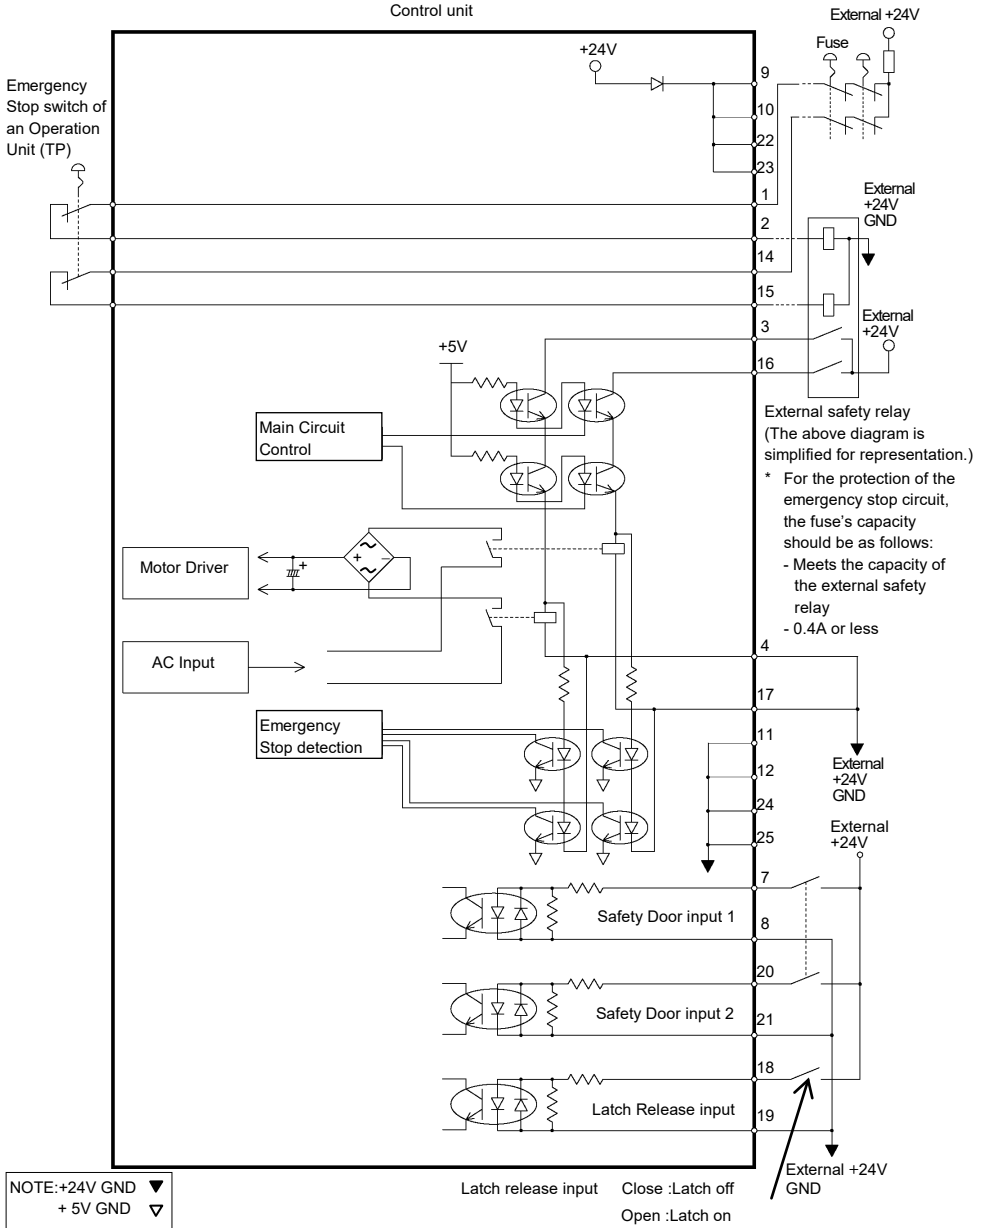 Control unit
External +24V
Fuse
+24V
Emergency
Stop switch of
an Operation
Unit (TP)
9
10
22
23
1
2
14
15
3
16
External
+24V
GND
External
+24V
+5V
Main Circuit
Control
External safety relay
(The above diagram is
simplified for representation.)
* For the protection of the
emergency stop circuit,
the fuse's capacity
should be as follows:
- Meets the capacity of
the external safety
relay
- 0.4A or less
Motor Driver
+
−
+
AC Input
4
17
Emergency
Stop detection
11
12
24
25
External
+24V
GND
External
+24V
7
Safety Door input 1
8
20
Safety Door input 2
21
18
Latch Release input
19
External +24V
GND
NOTE:+24V GND
+ 5V GND
Latch release input Close :Latch off
Open :Latch on